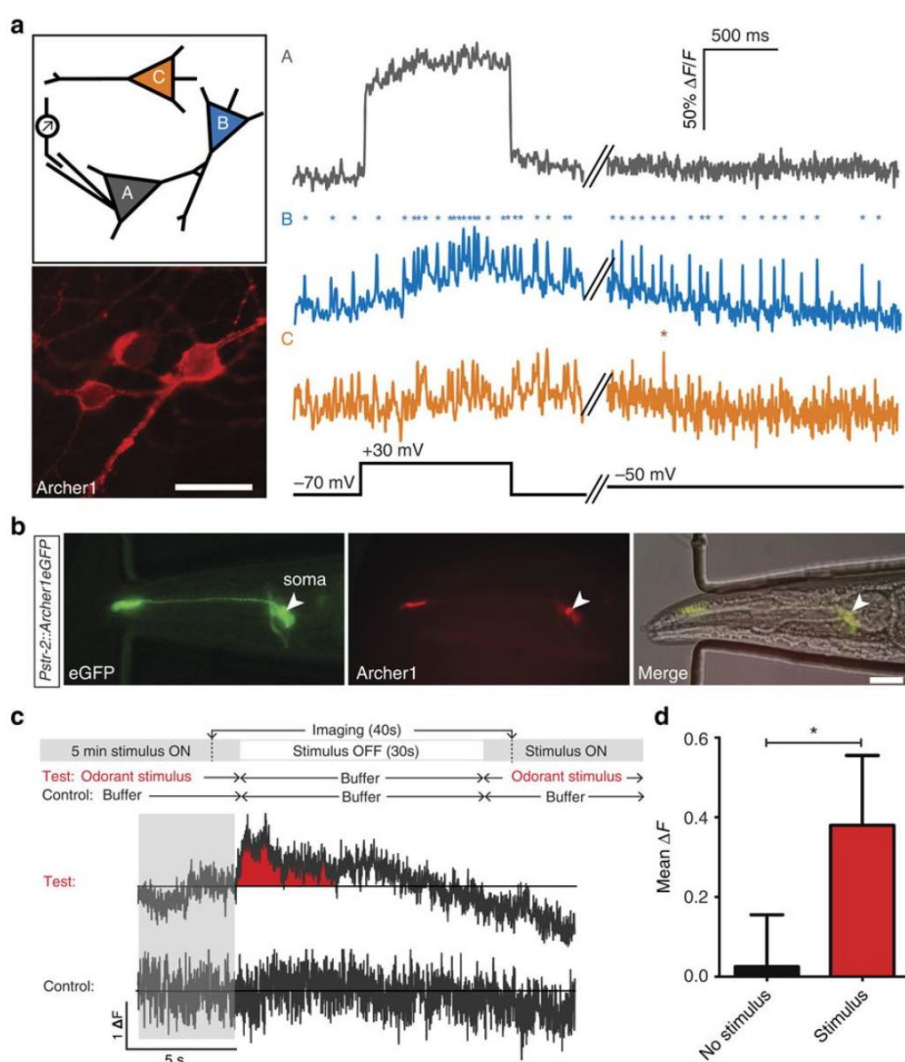 a
C
B
A
Archer1
A
500 ms
50% ΔF/F
B
* * * * * * * * * * * * * * * * * * * * * * * * * * * * * * * * * * * * * * * * * * * *
C
*
+30 mV
−70 mV
−50 mV
b
Pstr-2::Archer1eGFP
soma
eGFP
Archer1
Merge
c
Imaging (40s)
5 min stimulus ON
Stimulus OFF (30s)
Stimulus ON
Test: Odorant stimulus
Buffer
Odorant stimulus
Control: Buffer
Buffer
Buffer
Test:
Control:
1 ΔF
5 s
d
*
0.6
0.4
0.2
0.0
Mean ΔF
No stimulus
Stimulus